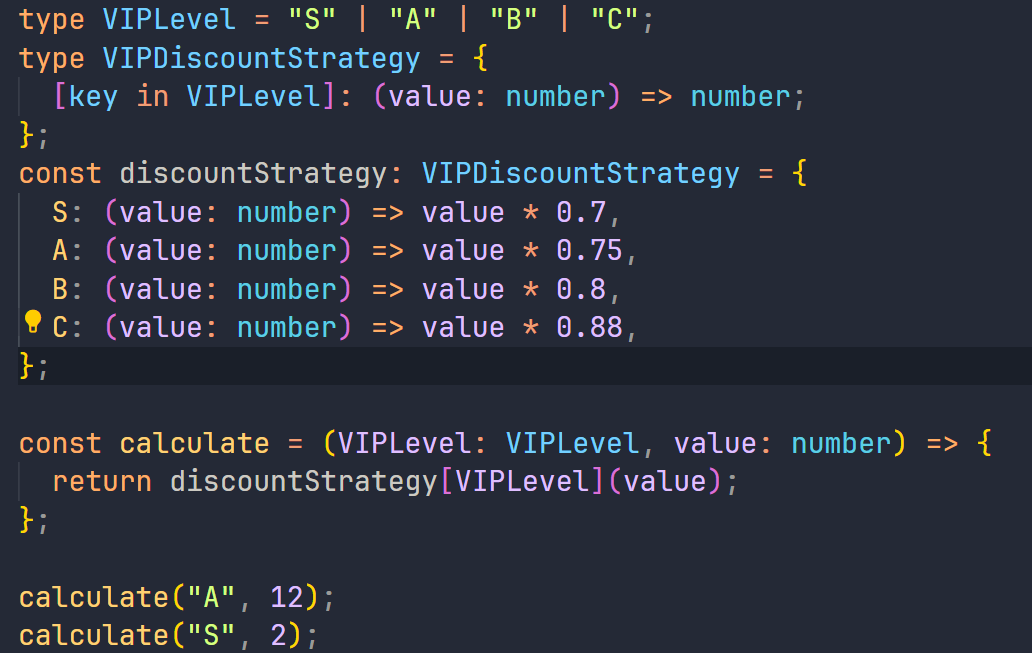 type VIPLevel = "S" | "A" | "B" | "C";
type VIPDiscountStrategy = {
  [key in VIPLevel]: (value: number) => number;
};
const discountStrategy: VIPDiscountStrategy = {
  S: (value: number) => value * 0.7,
  A: (value: number) => value * 0.75,
  B: (value: number) => value * 0.8,
  C: (value: number) => value * 0.88,
};
const calculate = (VIPLevel: VIPLevel, value: number) => {
  return discountStrategy[VIPLevel](value);
};
calculate("A", 12);
calculate("S", 2);